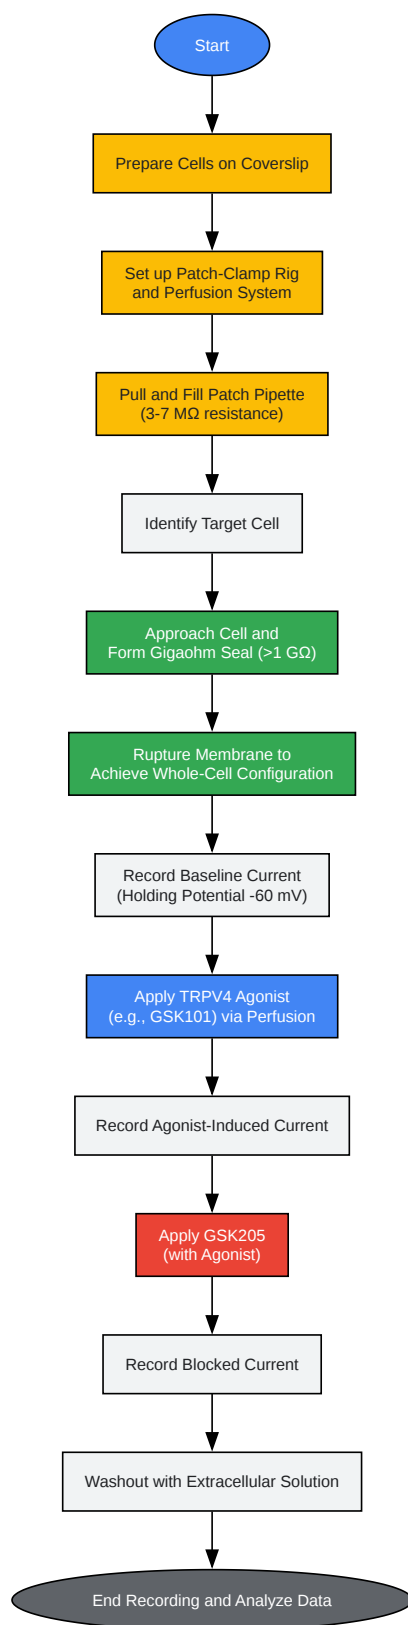 Start
Prepare Cells on Coverslip
Set up Patch-Clamp Rig
and Perfusion System
Pull and Fill Patch Pipette
(3-7 MΩ resistance)
Identify Target Cell
Approach Cell and
Form Gigaohm Seal (>1 GΩ)
Rupture Membrane to
Achieve Whole-Cell Configuration
Record Baseline Current
(Holding Potential -60 mV)
Apply TRPV4 Agonist
(e.g., GSK101) via Perfusion
Record Agonist-Induced Current
Apply GSK205
(with Agonist)
Record Blocked Current
Washout with Extracellular Solution
End Recording and Analyze Data